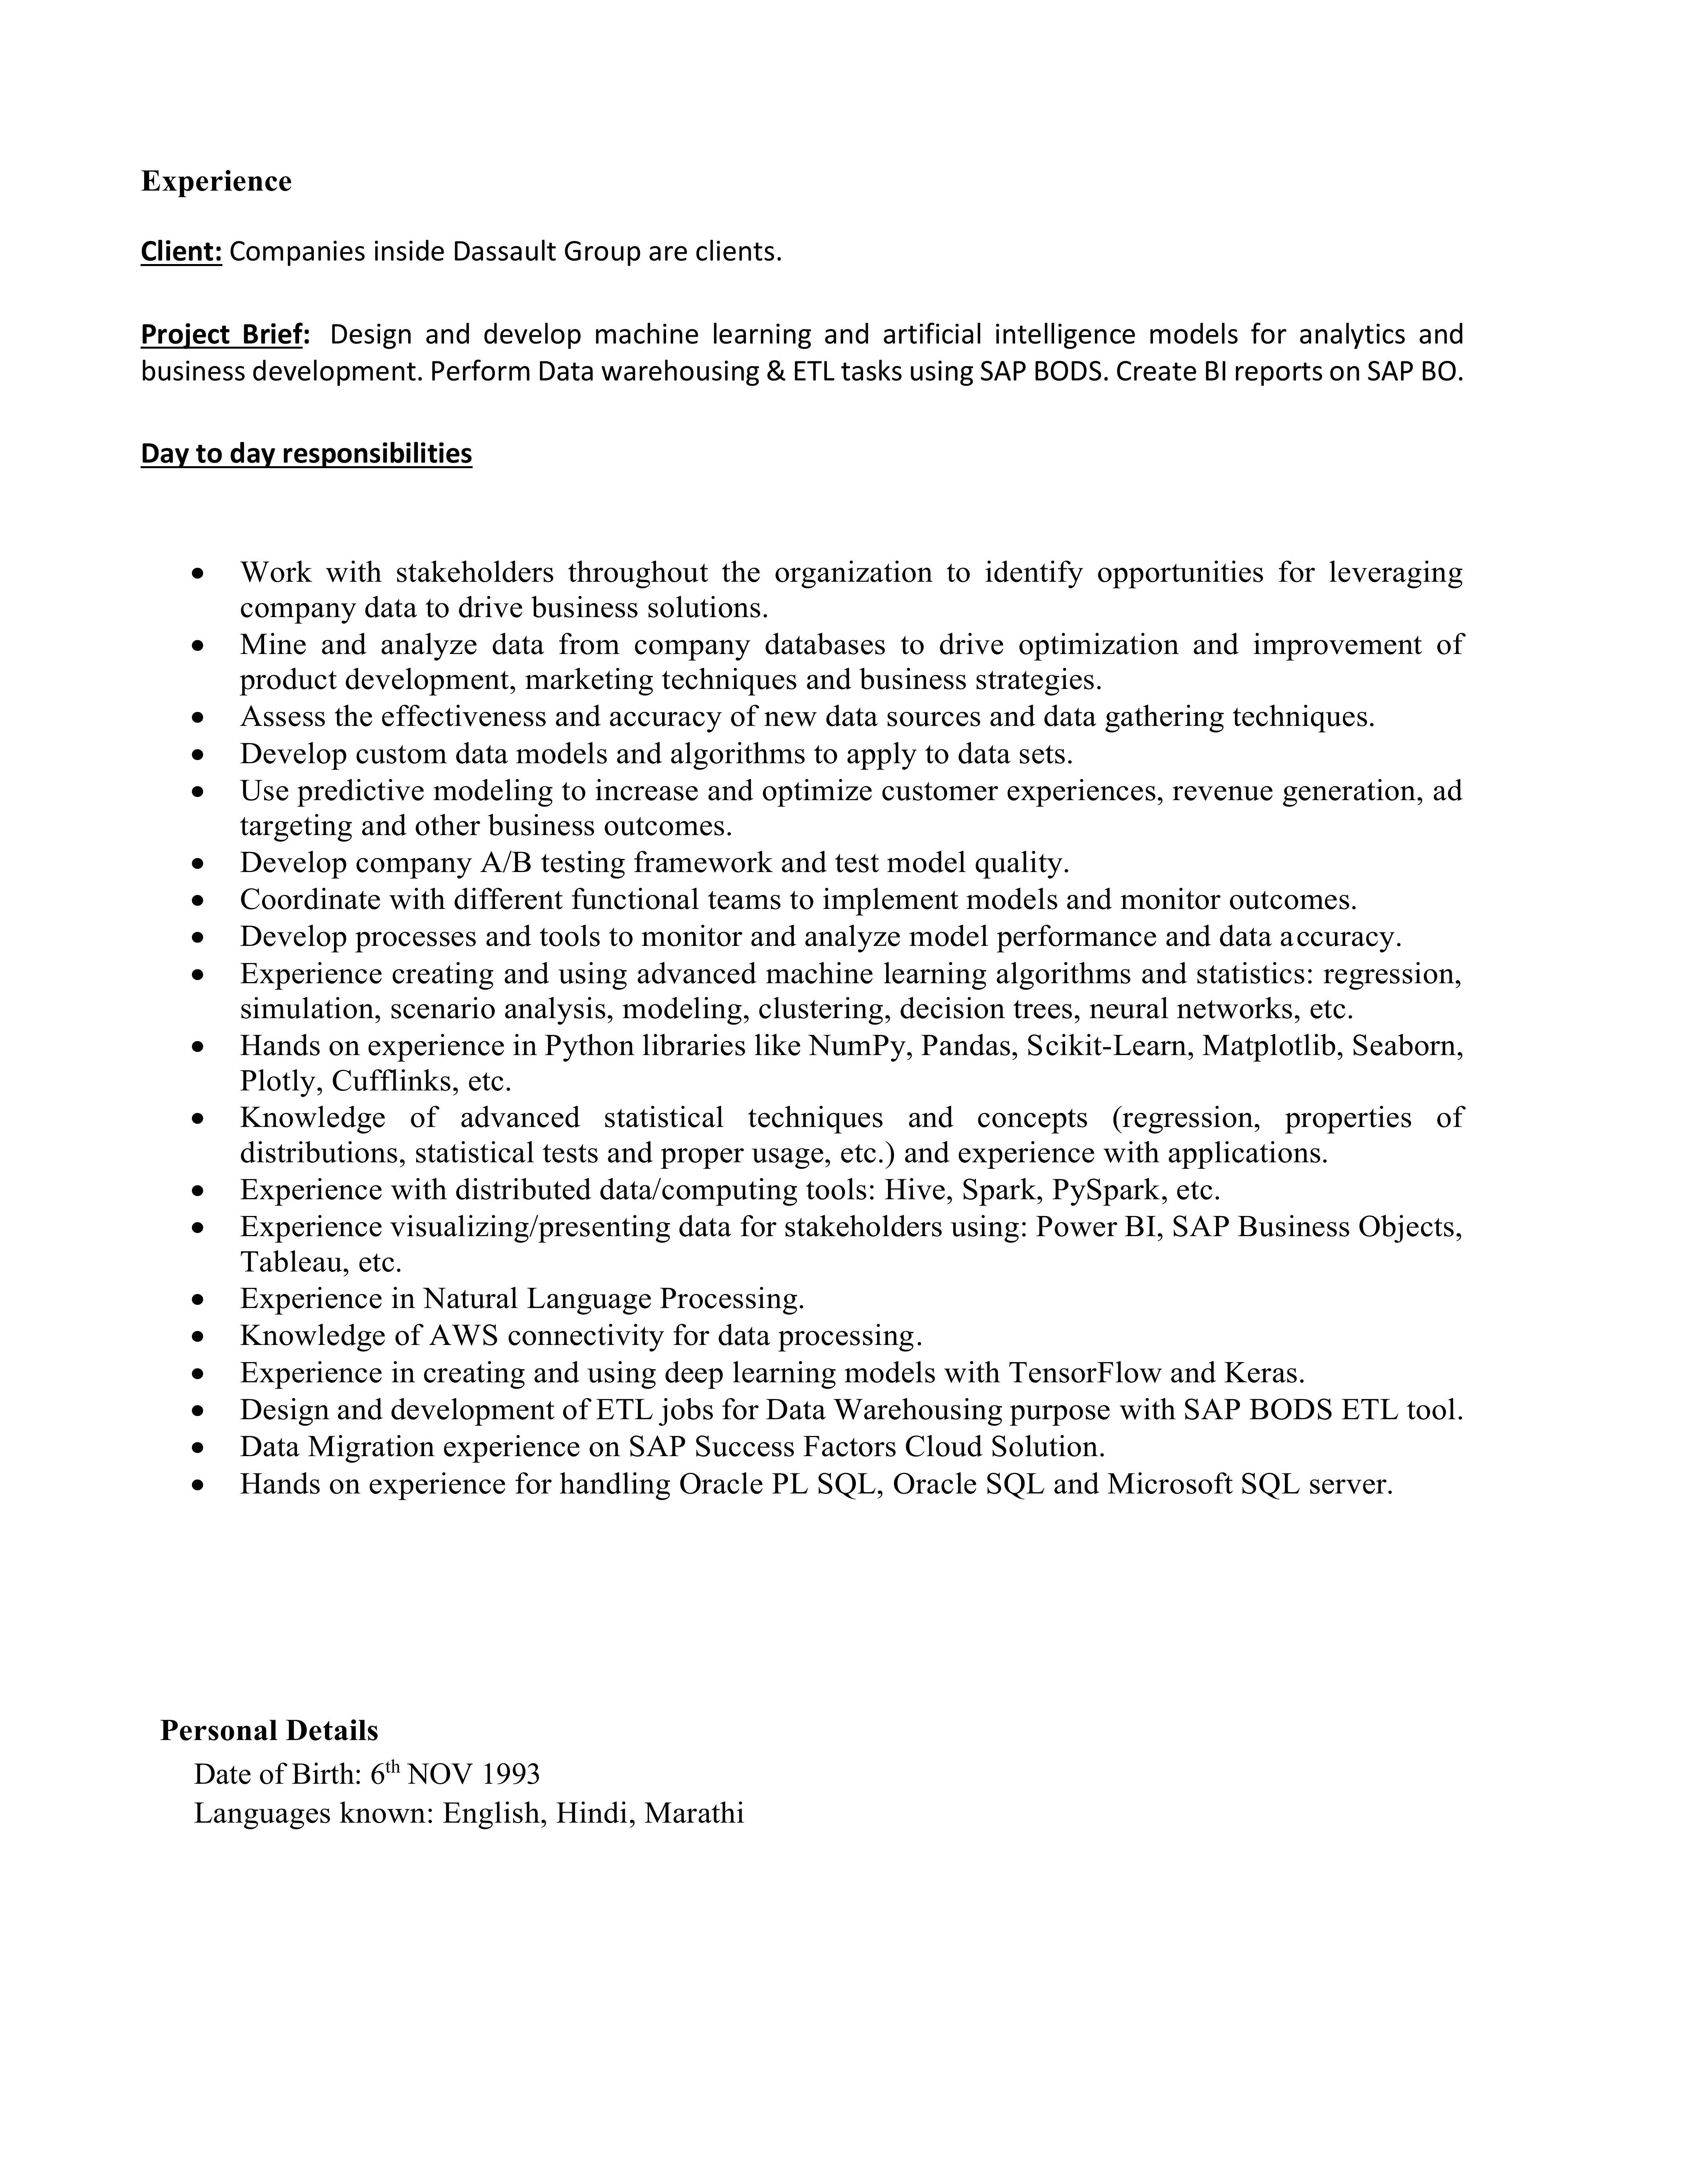 Experience
Client: Companies inside Dassault Group are clients.
Project Brief: Design and develop machine learning and artificial intelligence models for analytics and
business development. Perform Data warehousing & ETL tasks using SAP BODS. Create BI reports on SAP BO.
Day to day responsibilities
• Work with stakeholders throughout the organization to identify opportunities for leveraging
company data to drive business solutions.
• Mine and analyze data from company databases to drive optimization and improvement of
product development, marketing techniques and business strategies.
• Assess the effectiveness and accuracy of new data sources and data gathering techniques.
• Develop custom data models and algorithms to apply to data sets.
• Use predictive modeling to increase and optimize customer experiences, revenue generation, ad
targeting and other business outcomes.
• Develop company A/B testing framework and test model quality.
• Coordinate with different functional teams to implement models and monitor outcomes.
• Develop processes and tools to monitor and analyze model performance and data accuracy.
• Experience creating and using advanced machine learning algorithms and statistics: regression,
simulation, scenario analysis, modeling, clustering, decision trees, neural networks, etc.
• Hands on experience in Python libraries like NumPy, Pandas, Scikit-Learn, Matplotlib, Seaborn,
Plotly, Cufflinks, etc.
• Knowledge of advanced statistical techniques and concepts (regression, properties of
distributions, statistical tests and proper usage, etc.) and experience with applications.
• Experience with distributed data/computing tools: Hive, Spark, PySpark, etc.
• Experience visualizing/presenting data for stakeholders using: Power BI, SAP Business Objects,
Tableau, etc.
• Experience in Natural Language Processing.
• Knowledge of AWS connectivity for data processing.
• Experience in creating and using deep learning models with TensorFlow and Keras.
• Design and development of ETL jobs for Data Warehousing purpose with SAP BODS ETL tool.
• Data Migration experience on SAP Success Factors Cloud Solution.
• Hands on experience for handling Oracle PL SQL, Oracle SQL and Microsoft SQL server.
Personal Details
Date of Birth: 6th NOV 1993
Languages known: English, Hindi, Marathi